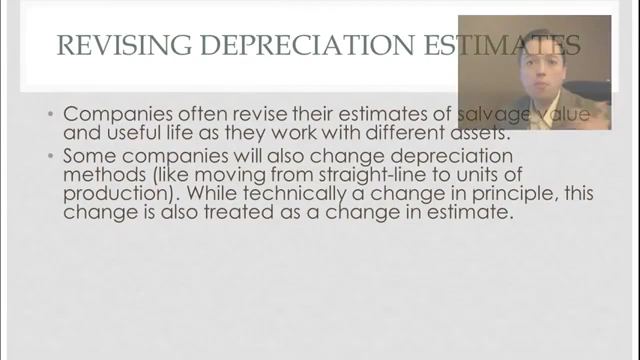 REVISING DEPRECIATION ESTIMATES
• Companies often revise their estimates of salvage value
and useful life as they work with different assets.
• Some companies will also change depreciation
methods (like moving from straight-line to units of
production). While technically a change in principle, this
change is also treated as a change in estimate.